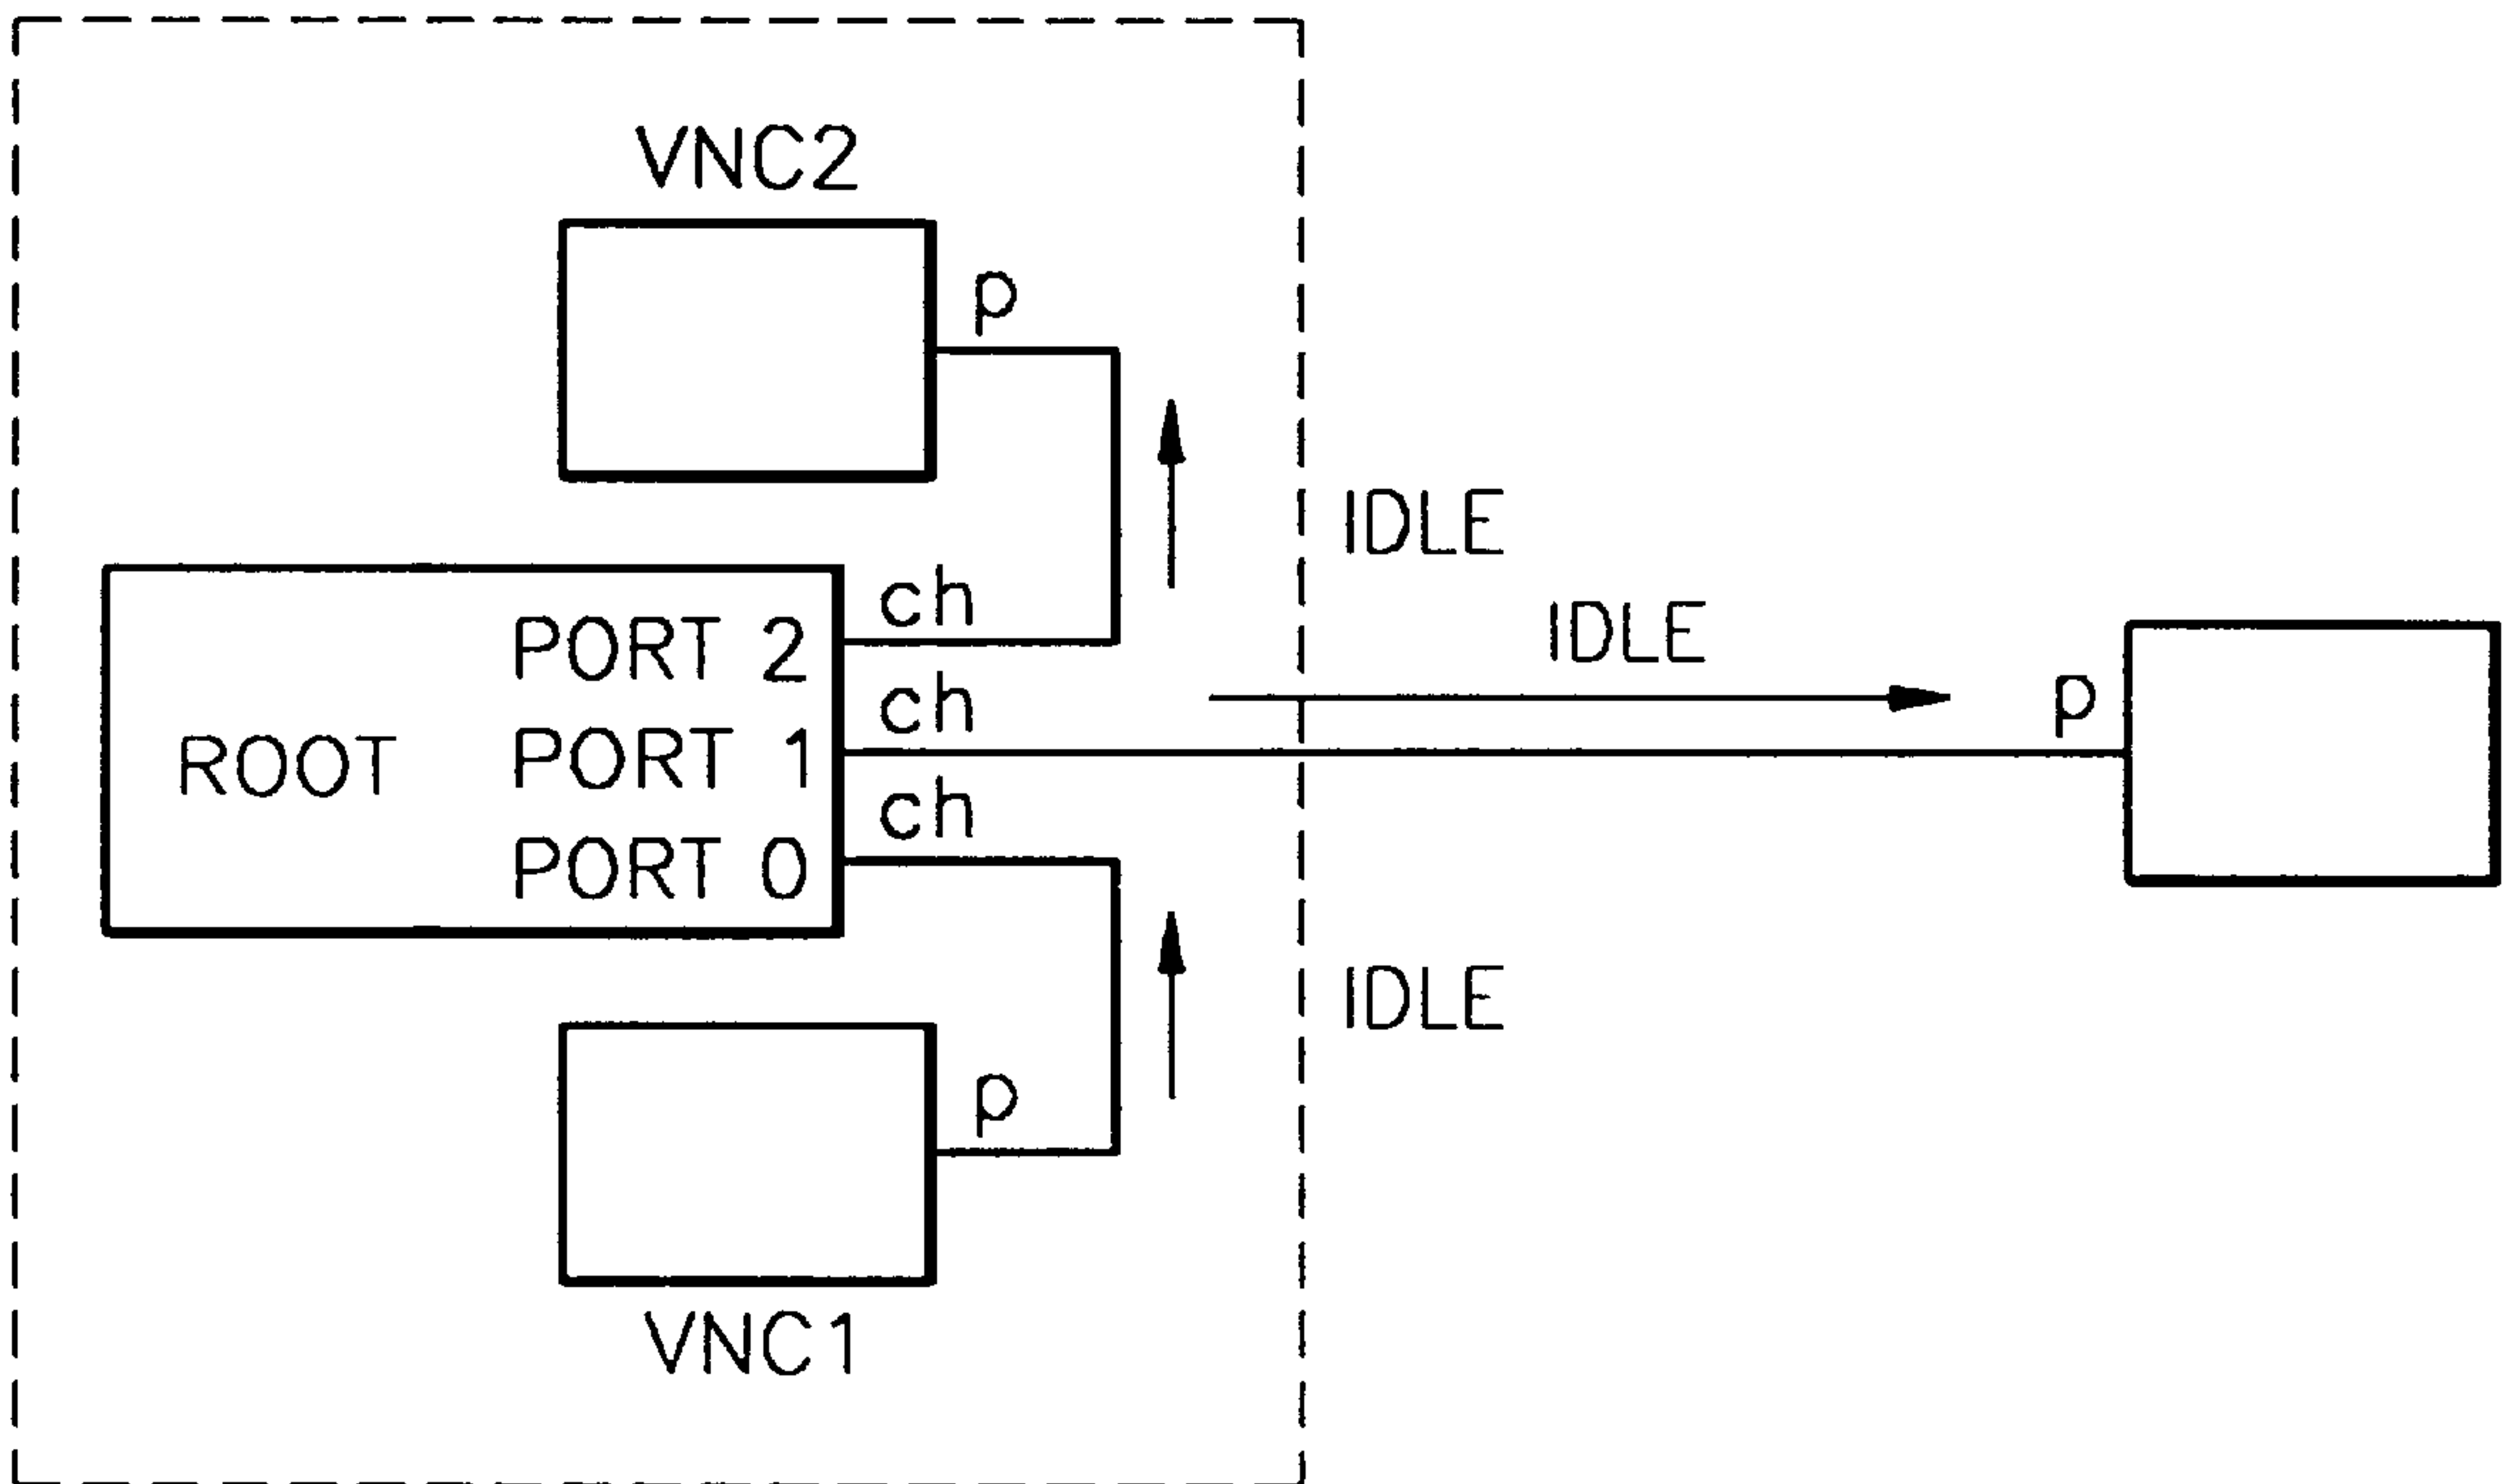 VNC2
p
IDLE
ch
PORT 2
IDLE
ch
p
ROOT
PORT 1
ch
PORT 0
IDLE
p
VNC1